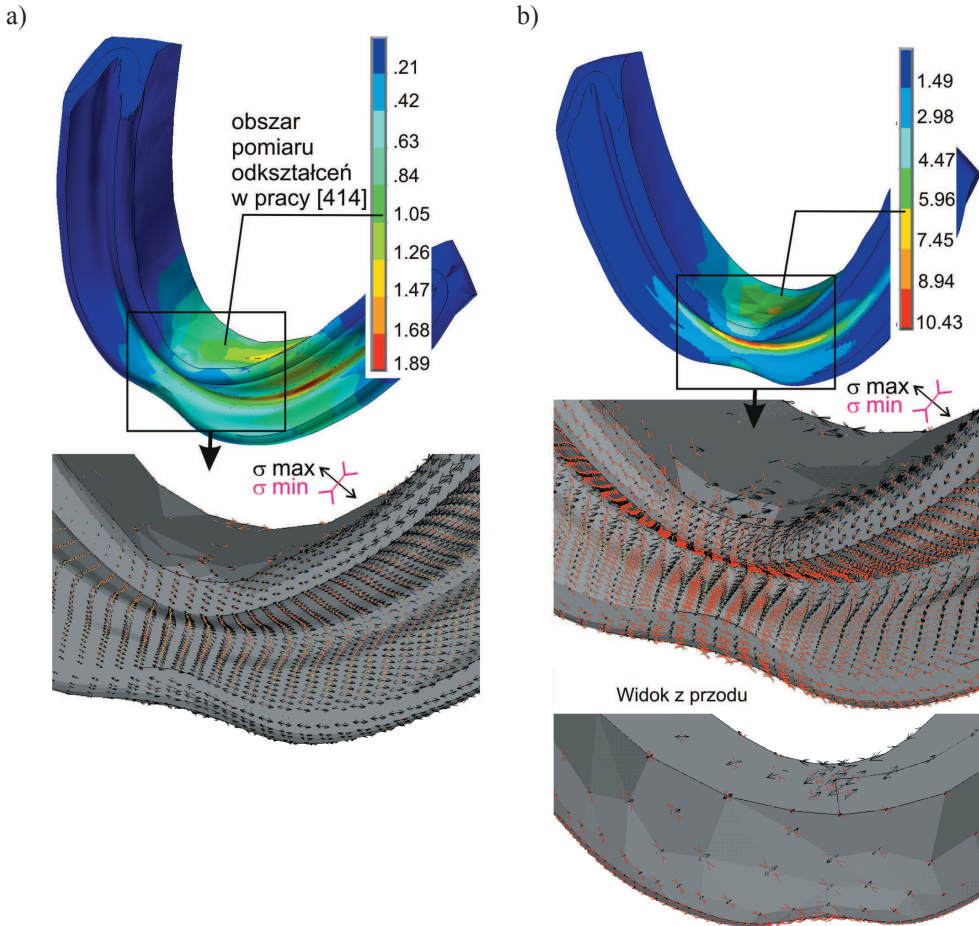 a)
.21
.42
.63
.84
1.05
1.26
1.47
1.68
1.89
obszar
pomiaru
odkształceń
w pracy [414]
σ max
σ min
b)
1.49
2.98
4.47
5.96
7.45
8.94
10.43
σ max
σ min
Widok z przodu